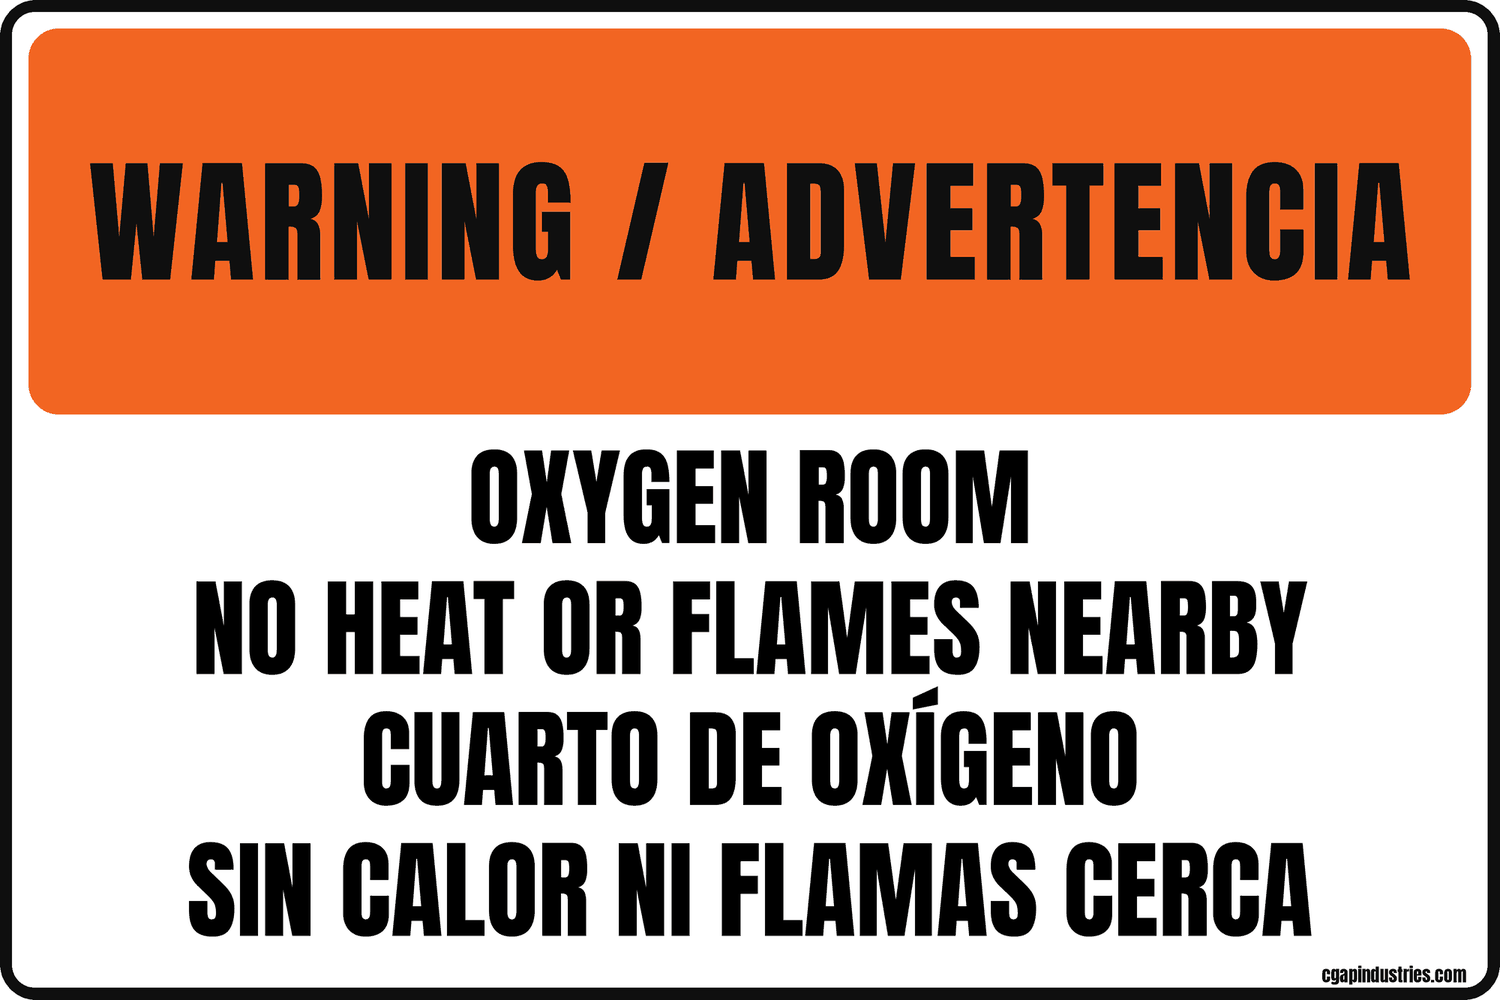 WARNING / ADVERTENCIA
OXYGEN ROOM
NO HEAT OR FLAMES NEARBY
CUARTO DE OXÍGENO
SIN CALOR NI FLAMAS CERCA
cgapindustries.com